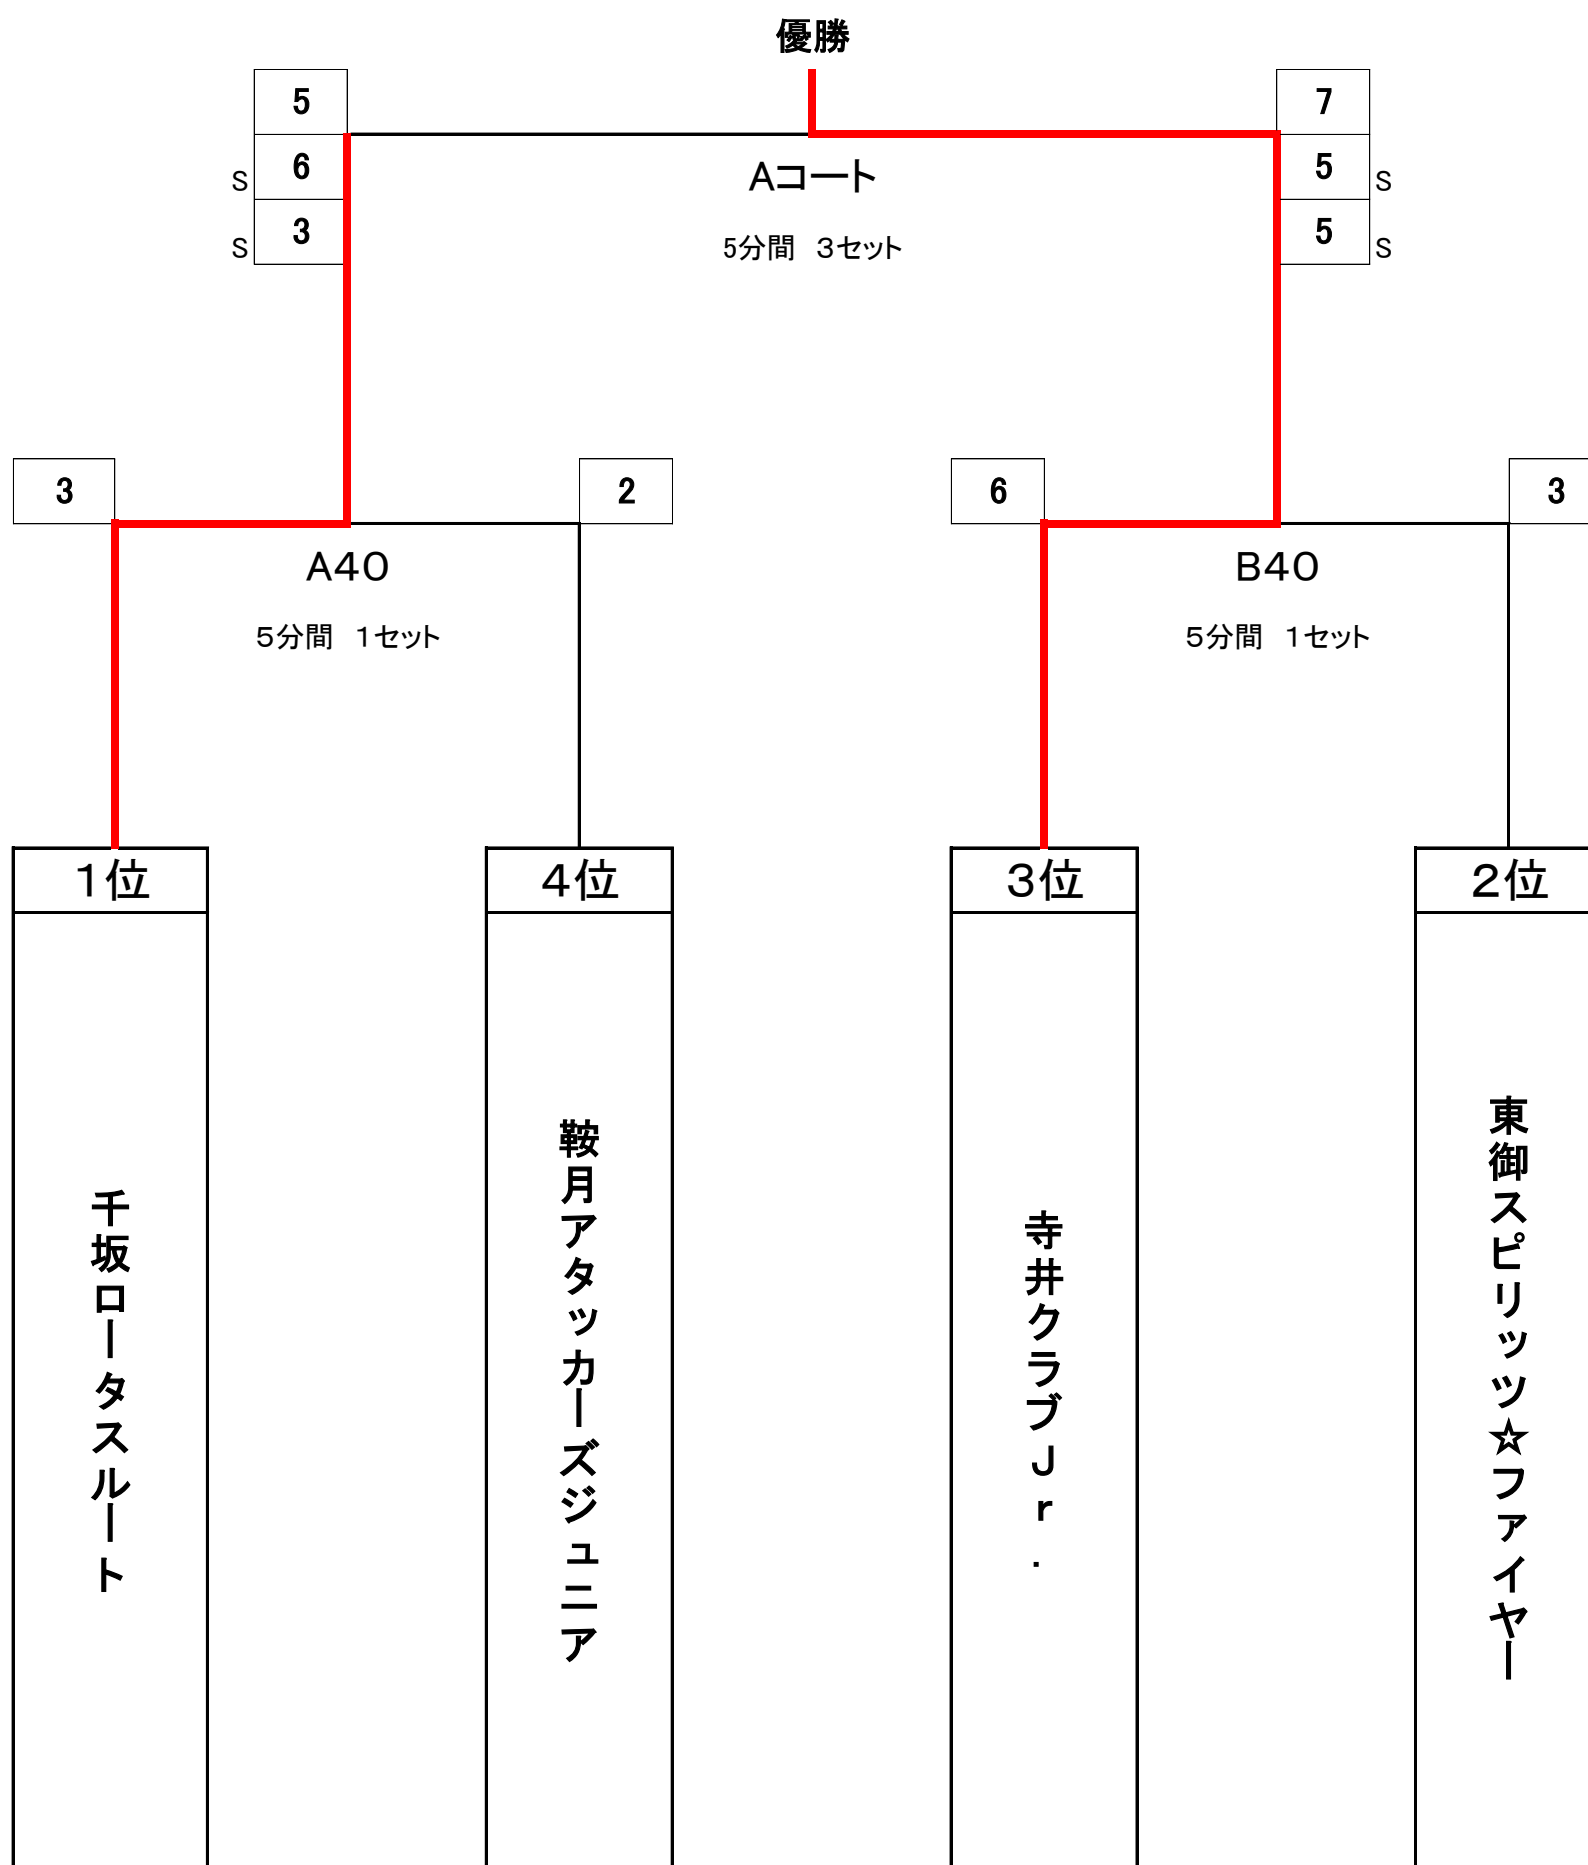 優勝
5
7
S 6
5 S
S 3
5 S
Aコート
5分間　3セット
3
2
6
3
A40
B40
5分間　1セット
5分間　1セット
1位
4位
3位
2位
千坂ロータスルート
鞍月アタッカーズジュニア
寺井クラブJr.
東御スピリッツ☆ファイヤー